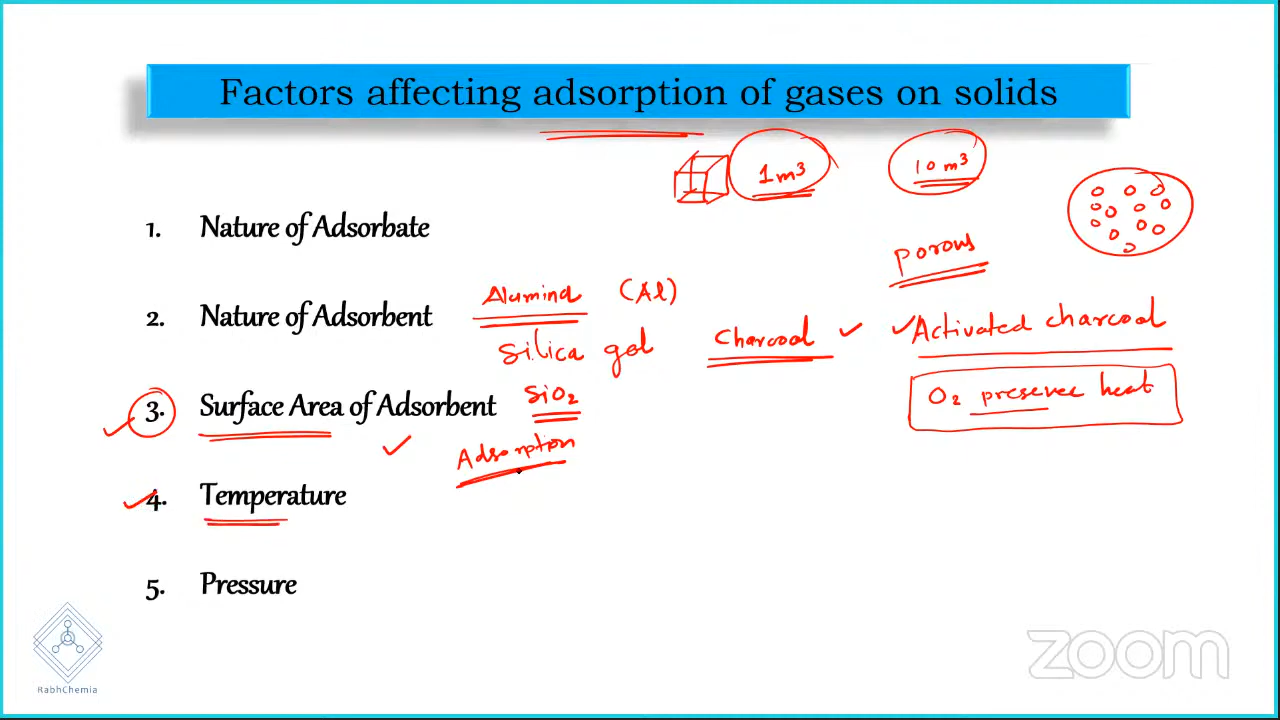 Factors affecting adsorption of gases on solids
1m³
10 m³
1. Nature of Adsorbate
porous
2. Nature of Adsorbent
Alumina (Al)
Silica gel
Charcoal
Activated charcoal
3. Surface Area of Adsorbent
SiO₂
O₂ preserve heat
Adsorption
4. Temperature
5. Pressure
RabhChemia
zoom